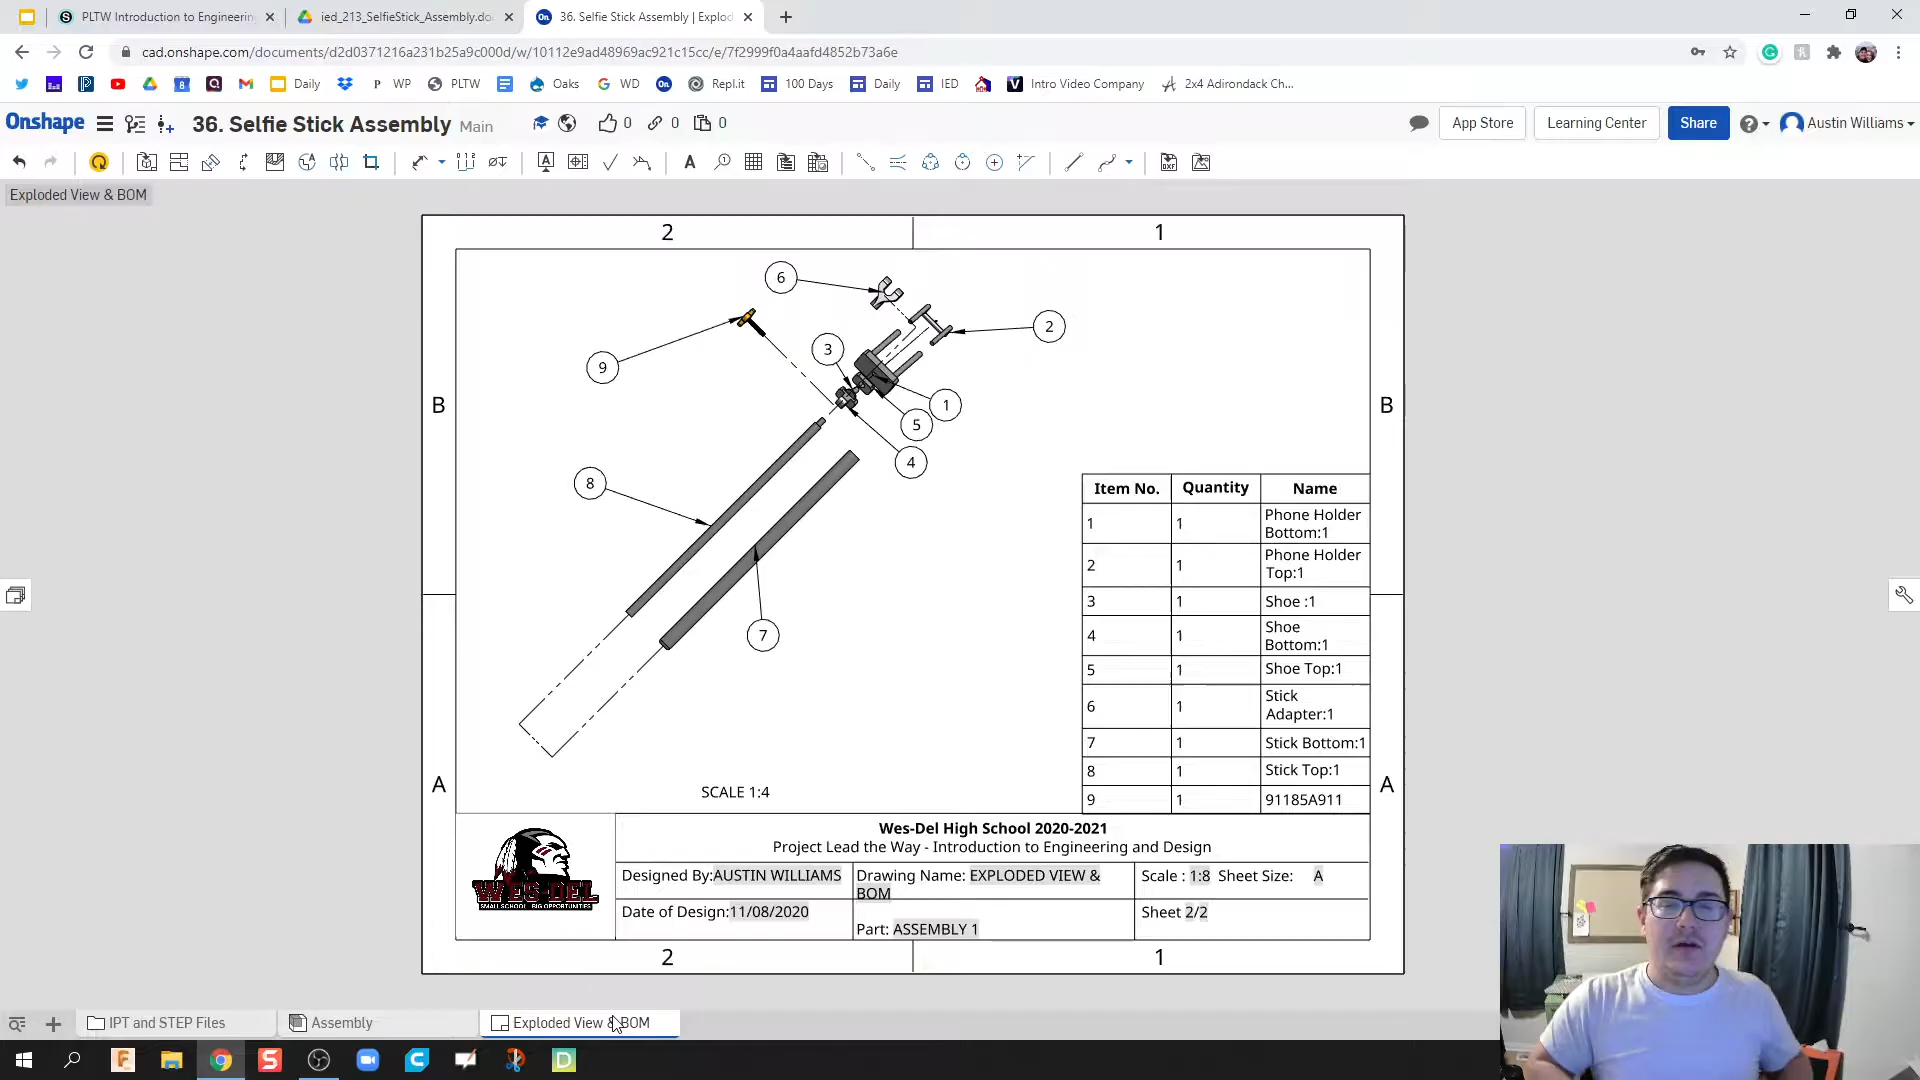 PLTW Introduction to Engineerin
ied_213_SelfieStick_Assembly.do
36. Selfie Stick Assembly | Explod
cad.onshape.com/documents/d2d0371216a231b25a9c000d/w/10112e9ad48969ac921c15cc/e/7f2999f0a4aafd4852b73a6e
Daily
WP
PLTW
Oaks
WD
Repl.it
100 Days
Daily
IED
Intro Video Company
2x4 Adirondack Ch...
Onshape
36. Selfie Stick Assembly Main
0
0
0
App Store
Learning Center
Share
Austin Williams
Exploded View & BOM
2
1
B
B
6
2
9
3
1
5
4
8
7
Item No. Quantity Name
1 1 Phone Holder
Bottom:1
2 1 Phone Holder
Top:1
3 1 Shoe :1
4 1 Shoe
Bottom:1
5 1 Shoe Top:1
6 1 Stick
Adapter:1
7 1 Stick Bottom:1
8 1 Stick Top:1
9 1 91185A911
A
A
SCALE 1:4
WES-DEL
SMALL SCHOOL BIG OPPORTUNITIES
Wes-Del High School 2020-2021
Project Lead the Way - Introduction to Engineering and Design
Designed By:AUSTIN WILLIAMS
Drawing Name: EXPLODED VIEW &
BOM
Scale : 1:8 Sheet Size: A
Date of Design:11/08/2020
Part: ASSEMBLY 1
Sheet 2/2
2
1
IPT and STEP Files
Assembly
Exploded View & BOM